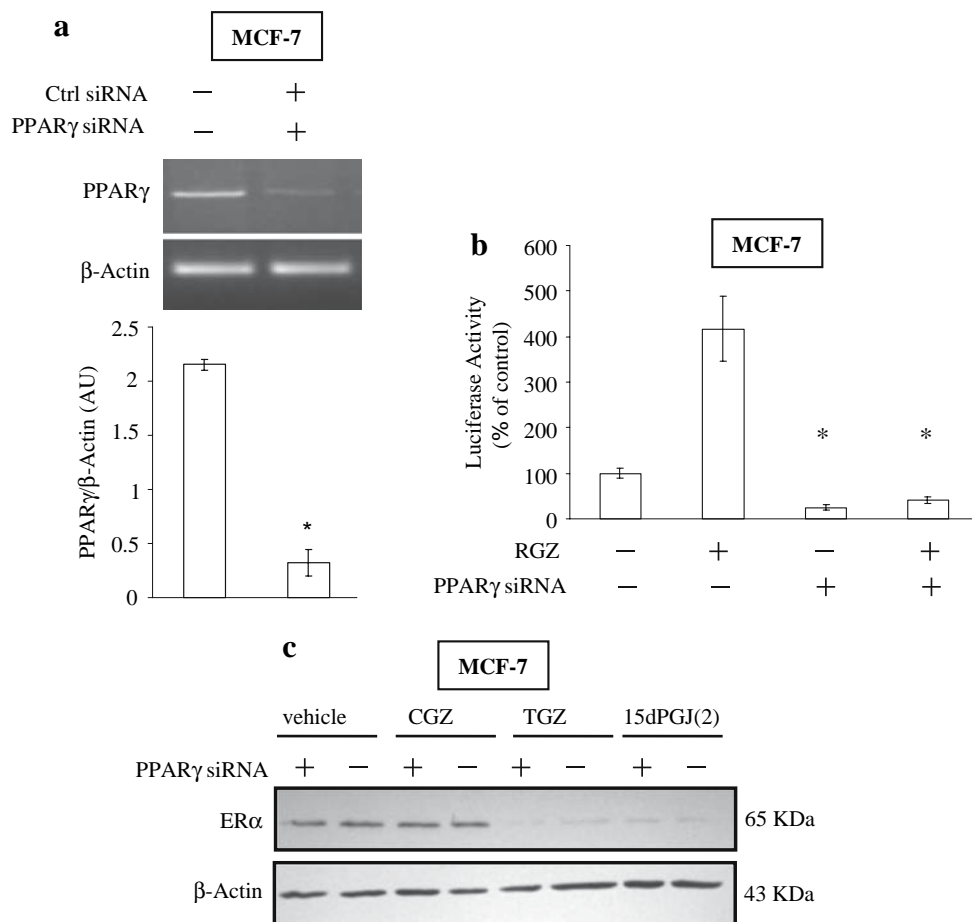 a
MCF-7
Ctrl siRNA − +
PPARγ siRNA − +
PPARγ
β-Actin
2.5
2
1.5
1
0.5
0
PPARγ/β-Actin (AU)
*
b
MCF-7
600
500
400
300
200
100
0
Luciferase Activity
(% of control)
* *
RGZ − + − +
PPARγ siRNA − − + +
c
MCF-7
vehicle CGZ TGZ 15dPGJ(2)
PPARγ siRNA + − + − + − + −
ERα 65 KDa
β-Actin 43 KDa